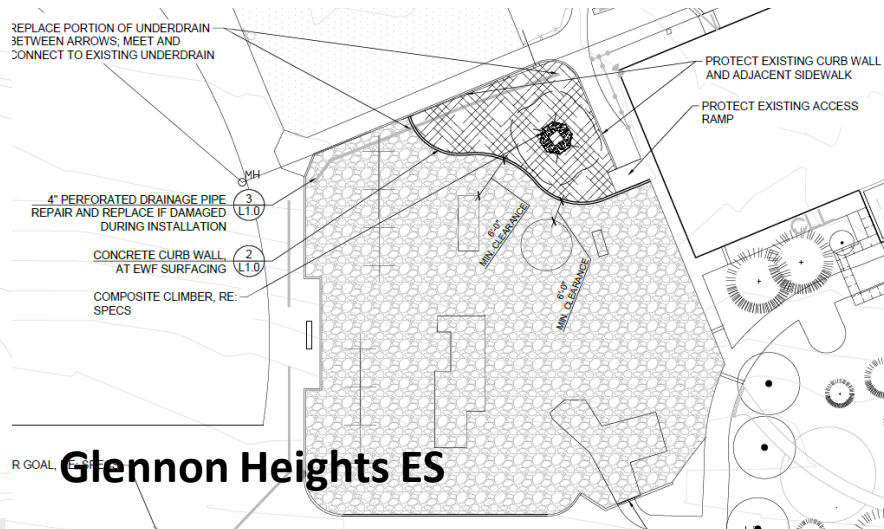 REPLACE PORTION OF UNDERDRAIN
BETWEEN ARROWS; MEET AND
CONNECT TO EXISTING UNDERDRAIN
PROTECT EXISTING CURB WALL
AND ADJACENT SIDEWALK
PROTECT EXISTING ACCESS
RAMP
MH
4" PERFORATED DRAINAGE PIPE
REPAIR AND REPLACE IF DAMAGED
DURING INSTALLATION
3
L1.0
CONCRETE CURB WALL,
AT EWF SURFACING
2
L1.0
COMPOSITE CLIMBER, RE:
SPECS
6'-0"
MIN. CLEARANCE
6'-0"
MIN. CLEARANCE
CLL
R GOAL, RE: SPECS
Glennon Heights ES